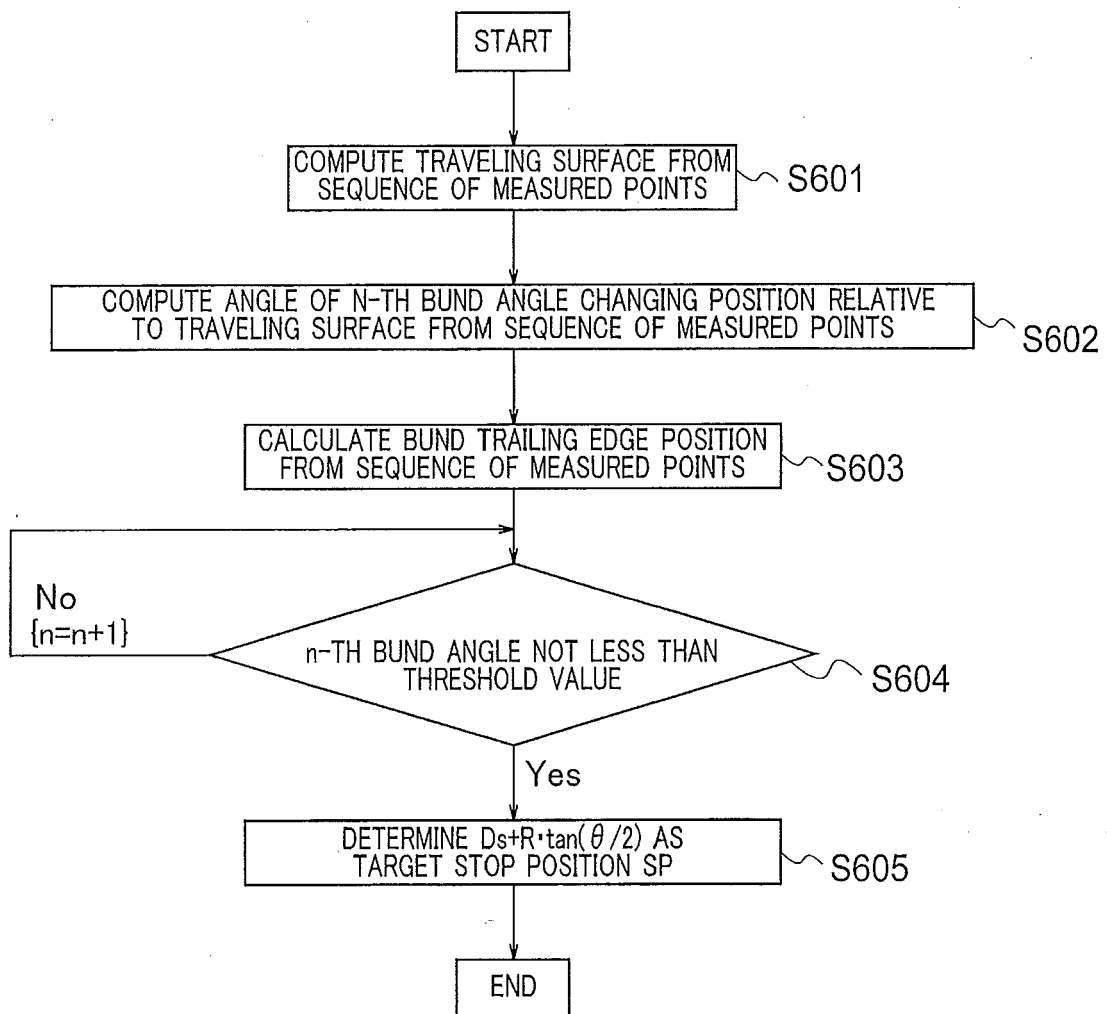 START
COMPUTE TRAVELING SURFACE FROM
SEQUENCE OF MEASURED POINTS
S601
COMPUTE ANGLE OF N-TH BUND ANGLE CHANGING POSITION RELATIVE
TO TRAVELING SURFACE FROM SEQUENCE OF MEASURED POINTS
S602
CALCULATE BUND TRAILING EDGE POSITION
FROM SEQUENCE OF MEASURED POINTS
S603
No
{n=n+1}
n-TH BUND ANGLE NOT LESS THAN
THRESHOLD VALUE
S604
Yes
DETERMINE Ds+R·tan(θ/2) AS
TARGET STOP POSITION SP
S605
END